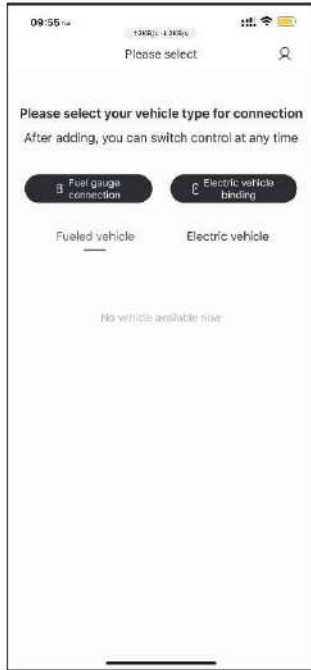 09:55
Please select
Please select your vehicle type for connection
After adding, you can switch control at any time
Fuel gauge
connection
Electric vehicle
binding
Fueled vehicle
Electric vehicle
No vehicle available now